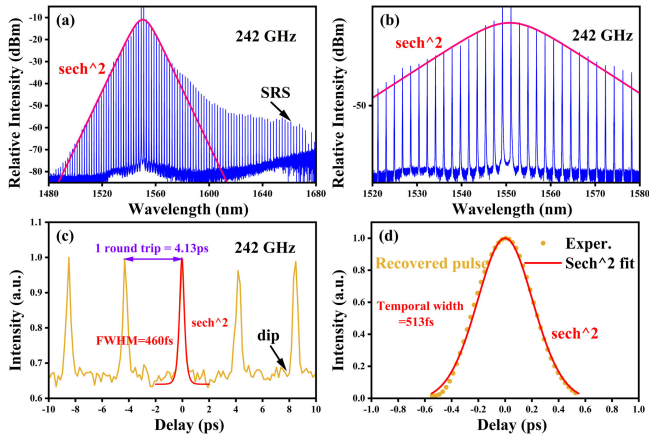 (a)
242 GHz
sech^2
SRS
Relative Intensity (dBm)
-10
-20
-30
-40
-50
-60
-70
-80
1480
1520
1560
1600
1640
1680
Wavelength (nm)
(b)
242 GHz
sech^2
Relative Intensity (dBm)
-50
1520
1530
1540
1550
1560
1570
1580
Wavelength (nm)
(c)
242 GHz
1 round trip = 4.13ps
sech^2
FWHM=460fs
dip
Intensity (a.u.)
1.0
0.9
0.8
0.7
0.6
-10
-8
-6
-4
-2
0
2
4
6
8
10
Delay (ps)
(d)
Exper.
Recovered pulse
Sech^2 fit
Temporal width
=513fs
sech^2
Intensity (a.u.)
1.0
0.8
0.6
0.4
0.2
0.0
-1.0
-0.8
-0.6
-0.4
-0.2
0.0
0.2
0.4
0.6
0.8
1.0
Delay (ps)